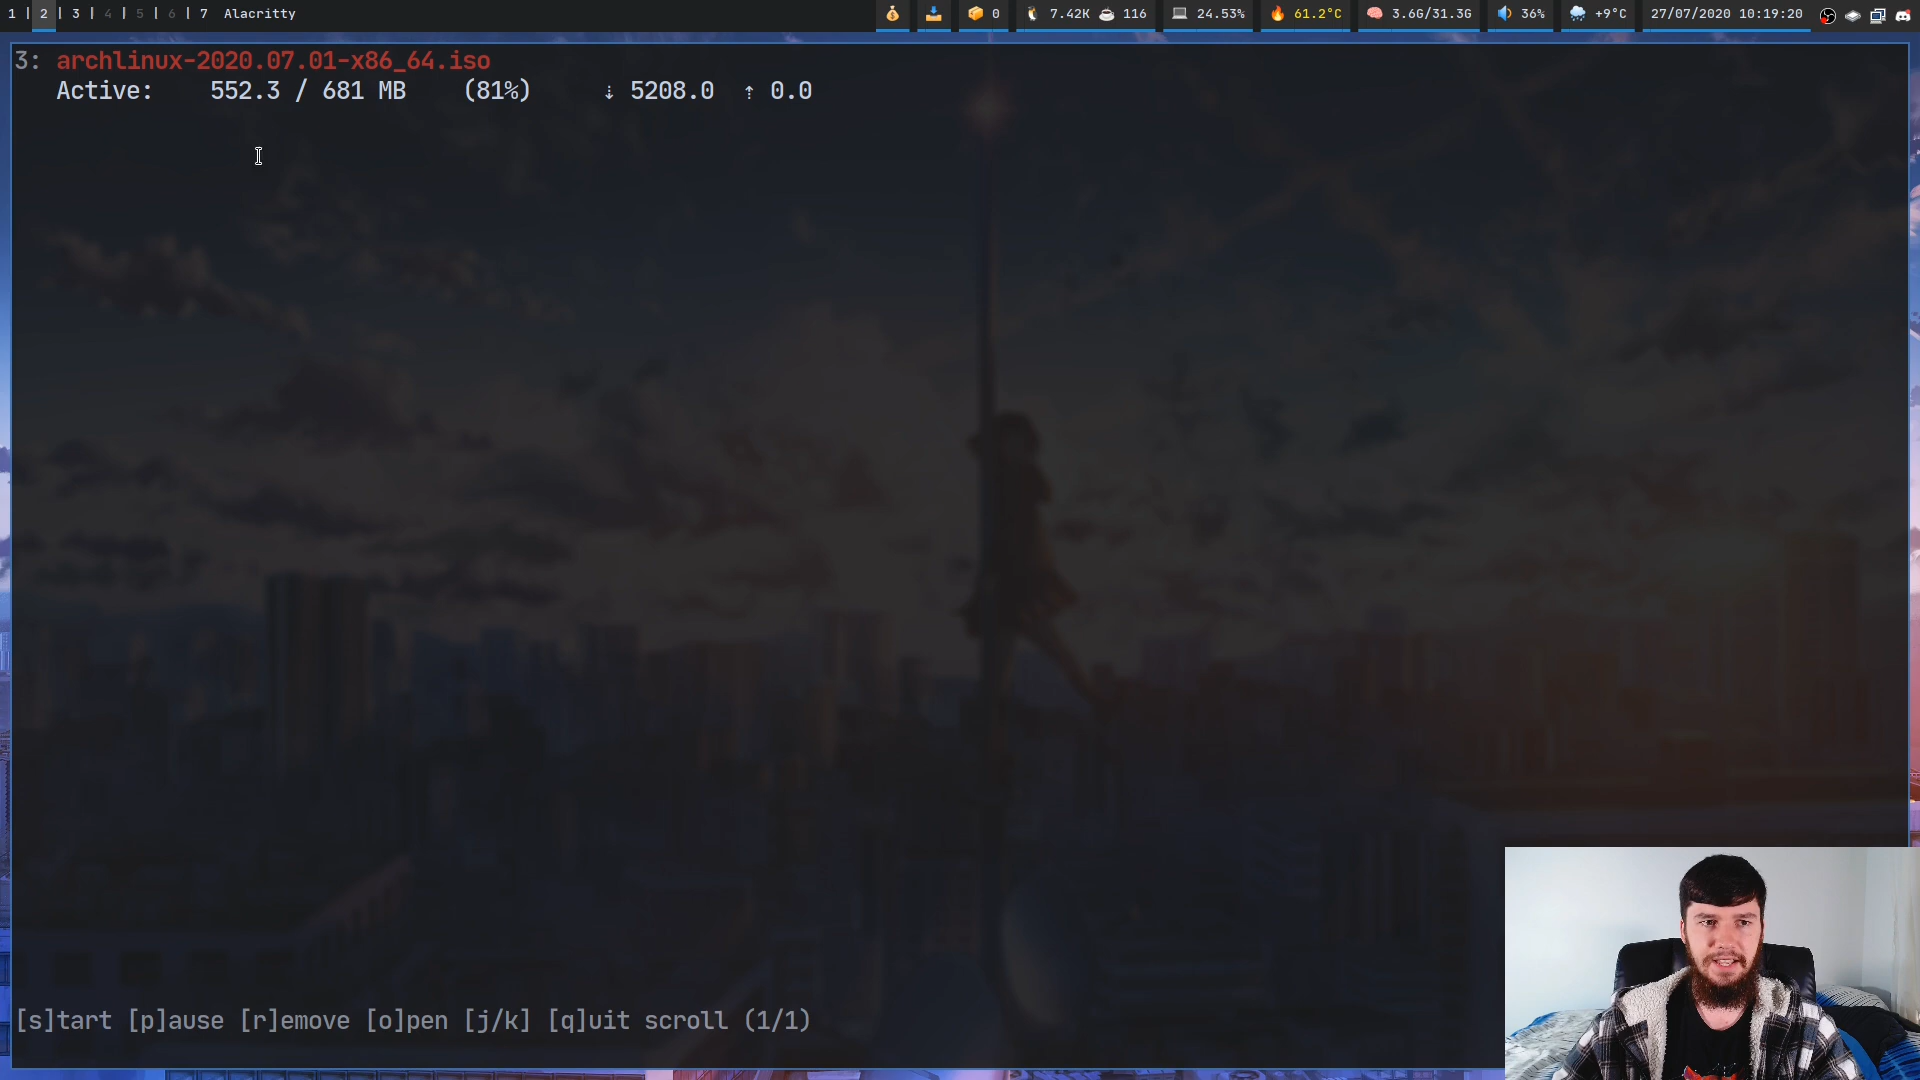 1 | 2 | 3 | 4 | 5 | 6 | 7 Alacritty 0 7.42K 116 24.53% 61.2°C 3.6G/31.3G 36% +9°C 27/07/2020 10:19:20
3: archlinux-2020.07.01-x86_64.iso
Active: 552.3 / 681 MB (81%) ⇣ 5208.0 ⇡ 0.0
[s]tart [p]ause [r]emove [o]pen [j/k] [q]uit scroll (1/1)